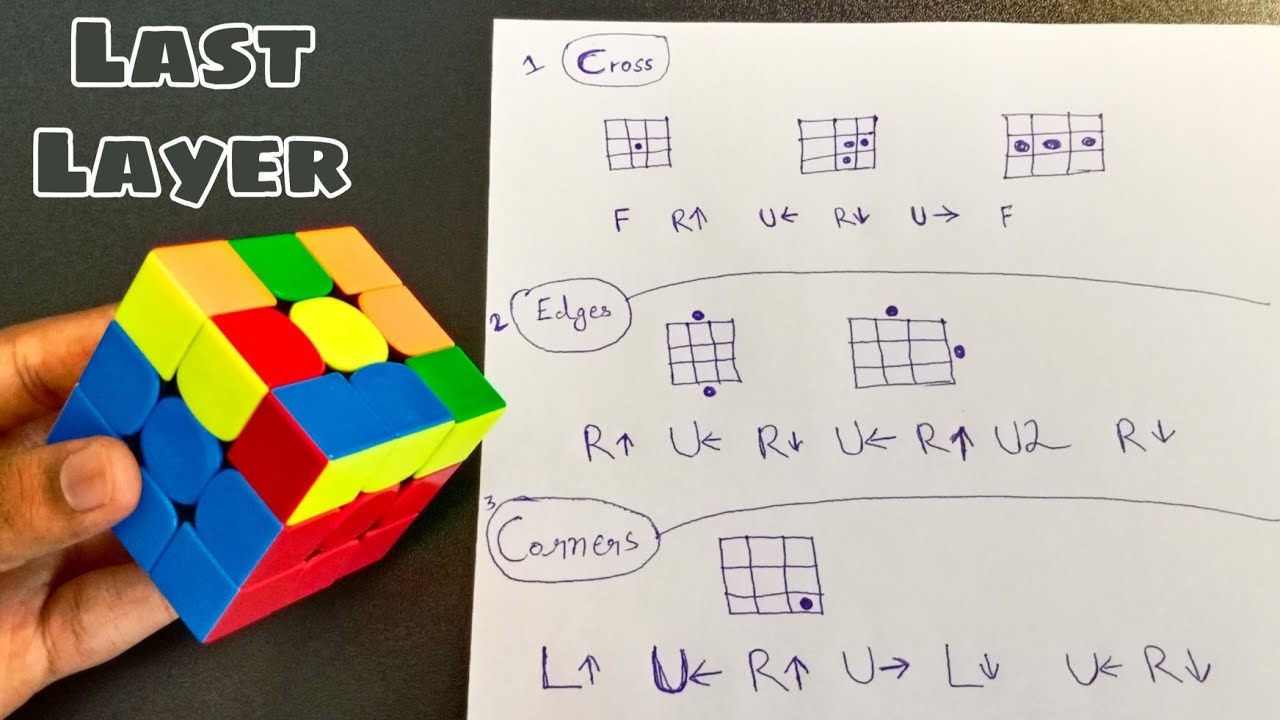 LAST
LAYER
1 Cross
F R↑ U← R↓ U→ F
2 Edges
R↑ U← R↓ U← R↑ U2 R↓
3 Corners
L↑ U← R↑ U→ L↓ U← R↓